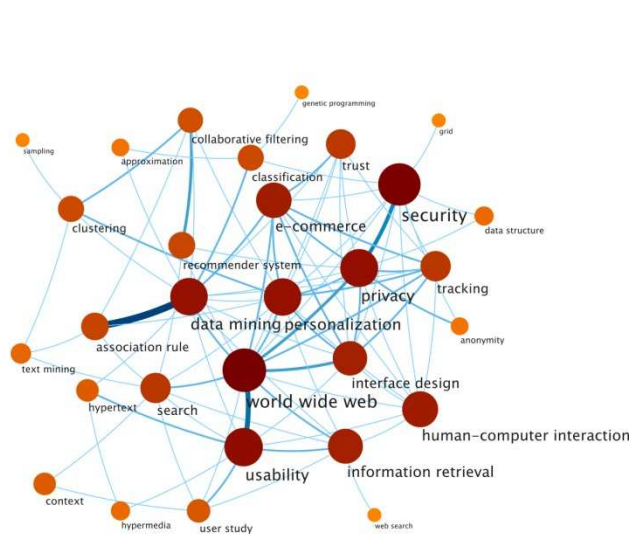 genetic programming
grid
collaborative filtering
sampling
approximation
classification
trust
security
e-commerce
clustering
data structure
recommender system
privacy
tracking
data mining
personalization
anonymity
association rule
text mining
interface design
world wide web
hypertext
search
human-computer interaction
usability
information retrieval
context
hypermedia
user study
web search